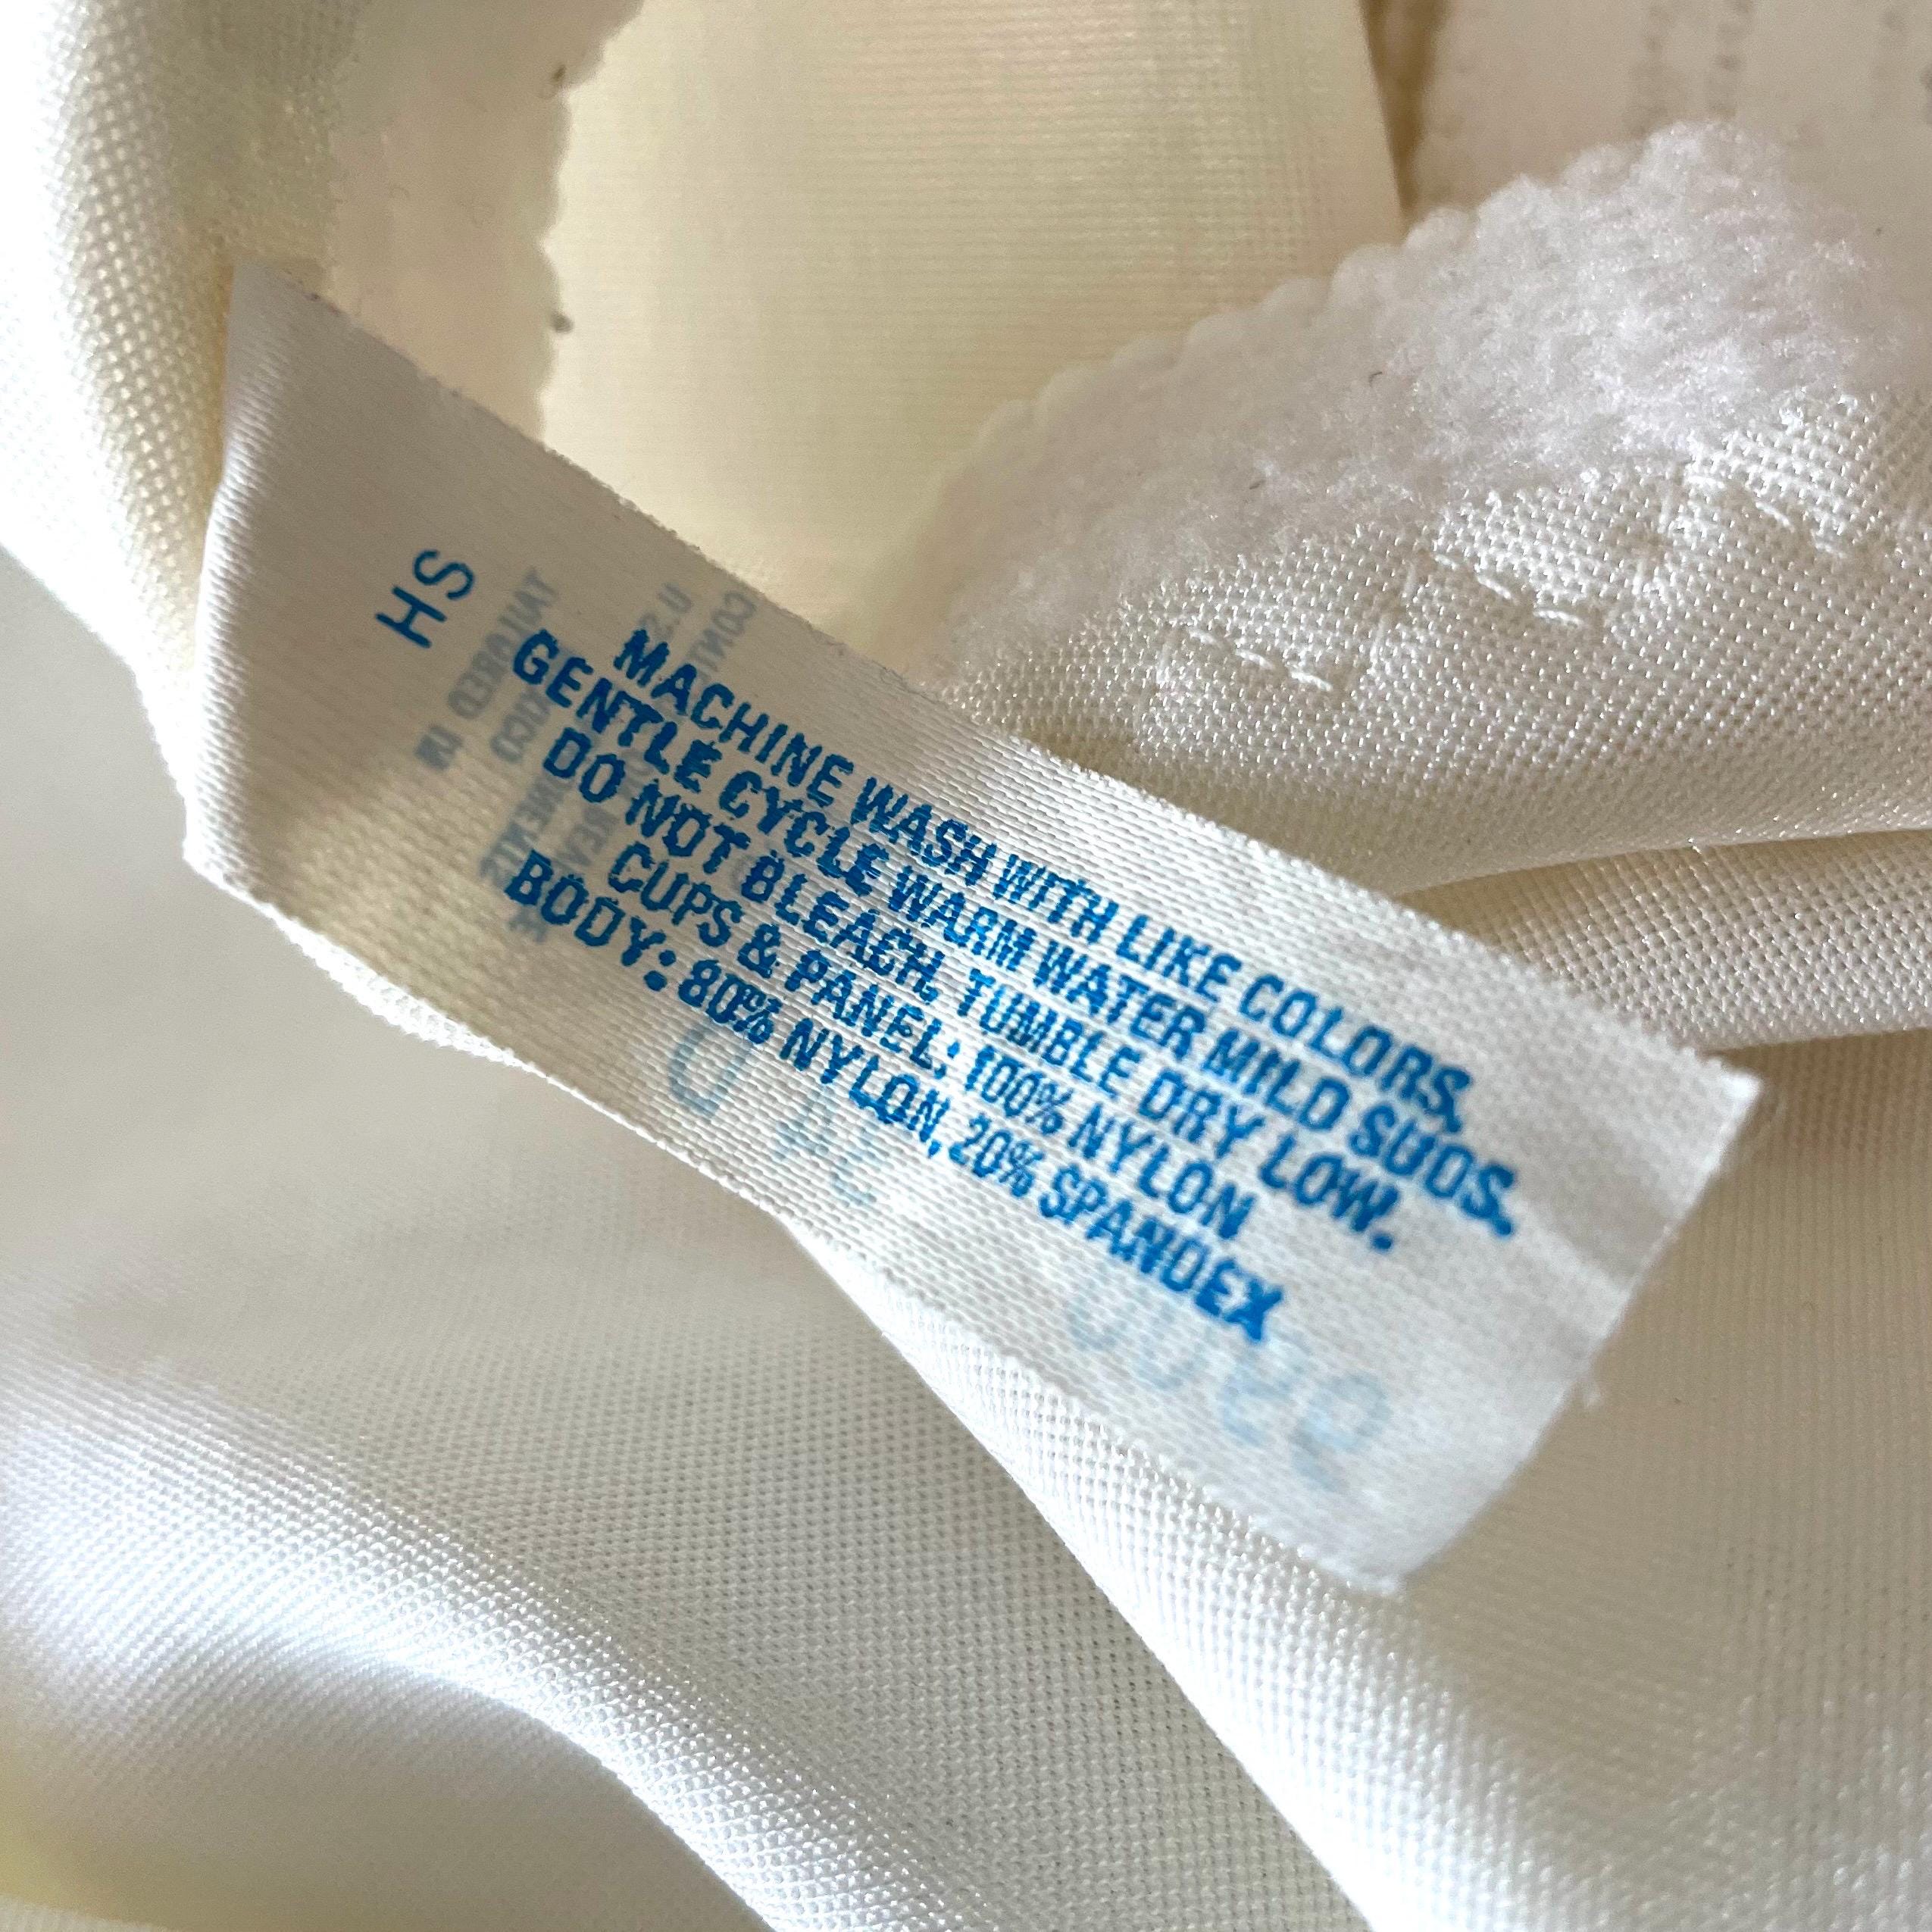 HS
MACHINE WASH WITH LIKE COLORS,
GENTLE CYCLE WARM WATER MILD SUDS.
DO NOT BLEACH, TUMBLE DRY LOW.
CUPS & PANEL: 100% NYLON
BODY: 80% NYLON, 20% SPANDEX